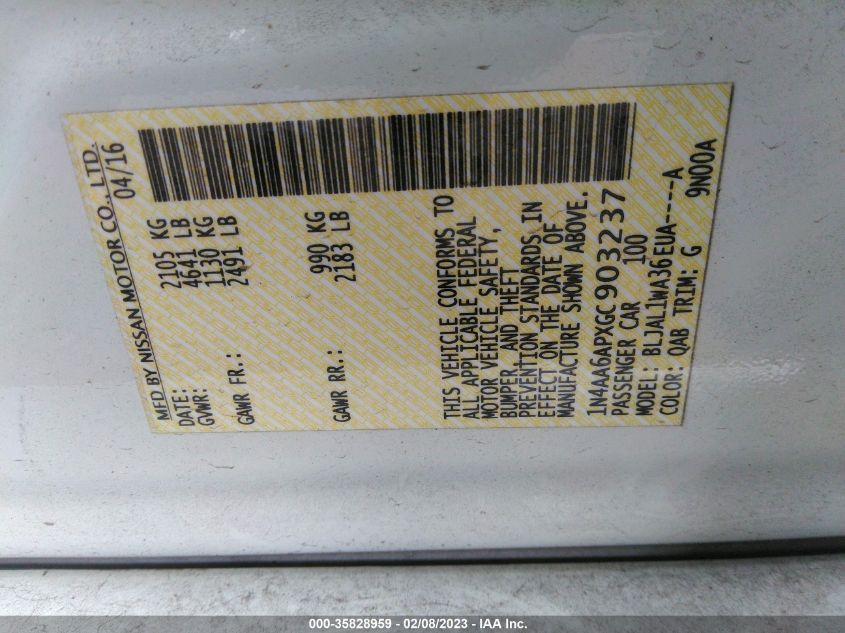 MFD BY NISSAN MOTOR CO., LTD.
DATE: 04/16
GVWR: 2105 KG
4641 LB
GAWR FR.: 1130 KG
2491 LB
GAWR RR.: 990 KG
2183 LB
THIS VEHICLE CONFORMS TO
ALL APPLICABLE FEDERAL
MOTOR VEHICLE SAFETY,
BUMPER, AND THEFT
PREVENTION STANDARDS IN
EFFECT ON THE DATE OF
MANUFACTURE SHOWN ABOVE.
1N4AA6APXGC903237
PASSENGER CAR 100
MODEL: BLJAL1WA36EUA----A
COLOR: QAB TRIM: G 9N00A
000-35828959 - 02/08/2023 - IAA Inc.